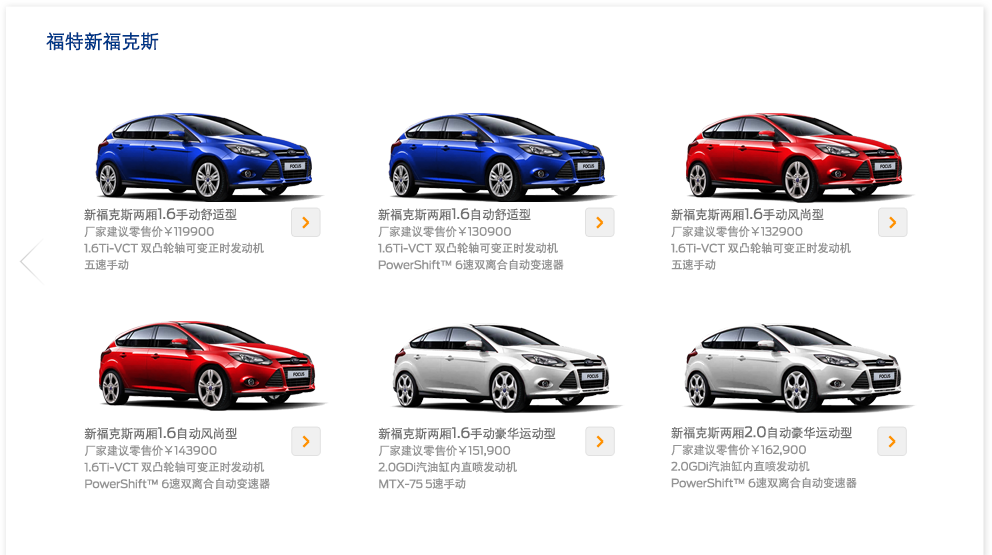 福特新福克斯
新福克斯两厢1.6手动舒适型
厂家建议零售价￥119900
1.6Ti-VCT 双凸轮轴可变正时发动机
五速手动
新福克斯两厢1.6自动舒适型
厂家建议零售价￥130900
1.6Ti-VCT 双凸轮轴可变正时发动机
PowerShift™ 6速双离合自动变速器
新福克斯两厢1.6手动风尚型
厂家建议零售价￥132900
1.6Ti-VCT 双凸轮轴可变正时发动机
五速手动
新福克斯两厢1.6自动风尚型
厂家建议零售价￥143900
1.6Ti-VCT 双凸轮轴可变正时发动机
PowerShift™ 6速双离合自动变速器
新福克斯两厢1.6手动豪华运动型
厂家建议零售价￥151,900
2.0GDi汽油缸内直喷发动机
MTX-75 5速手动
新福克斯两厢2.0自动豪华运动型
厂家建议零售价￥162,900
2.0GDi汽油缸内直喷发动机
PowerShift™ 6速双离合自动变速器
FOCUS
FOCUS
FOCUS
FOCUS
FOCUS
FOCUS